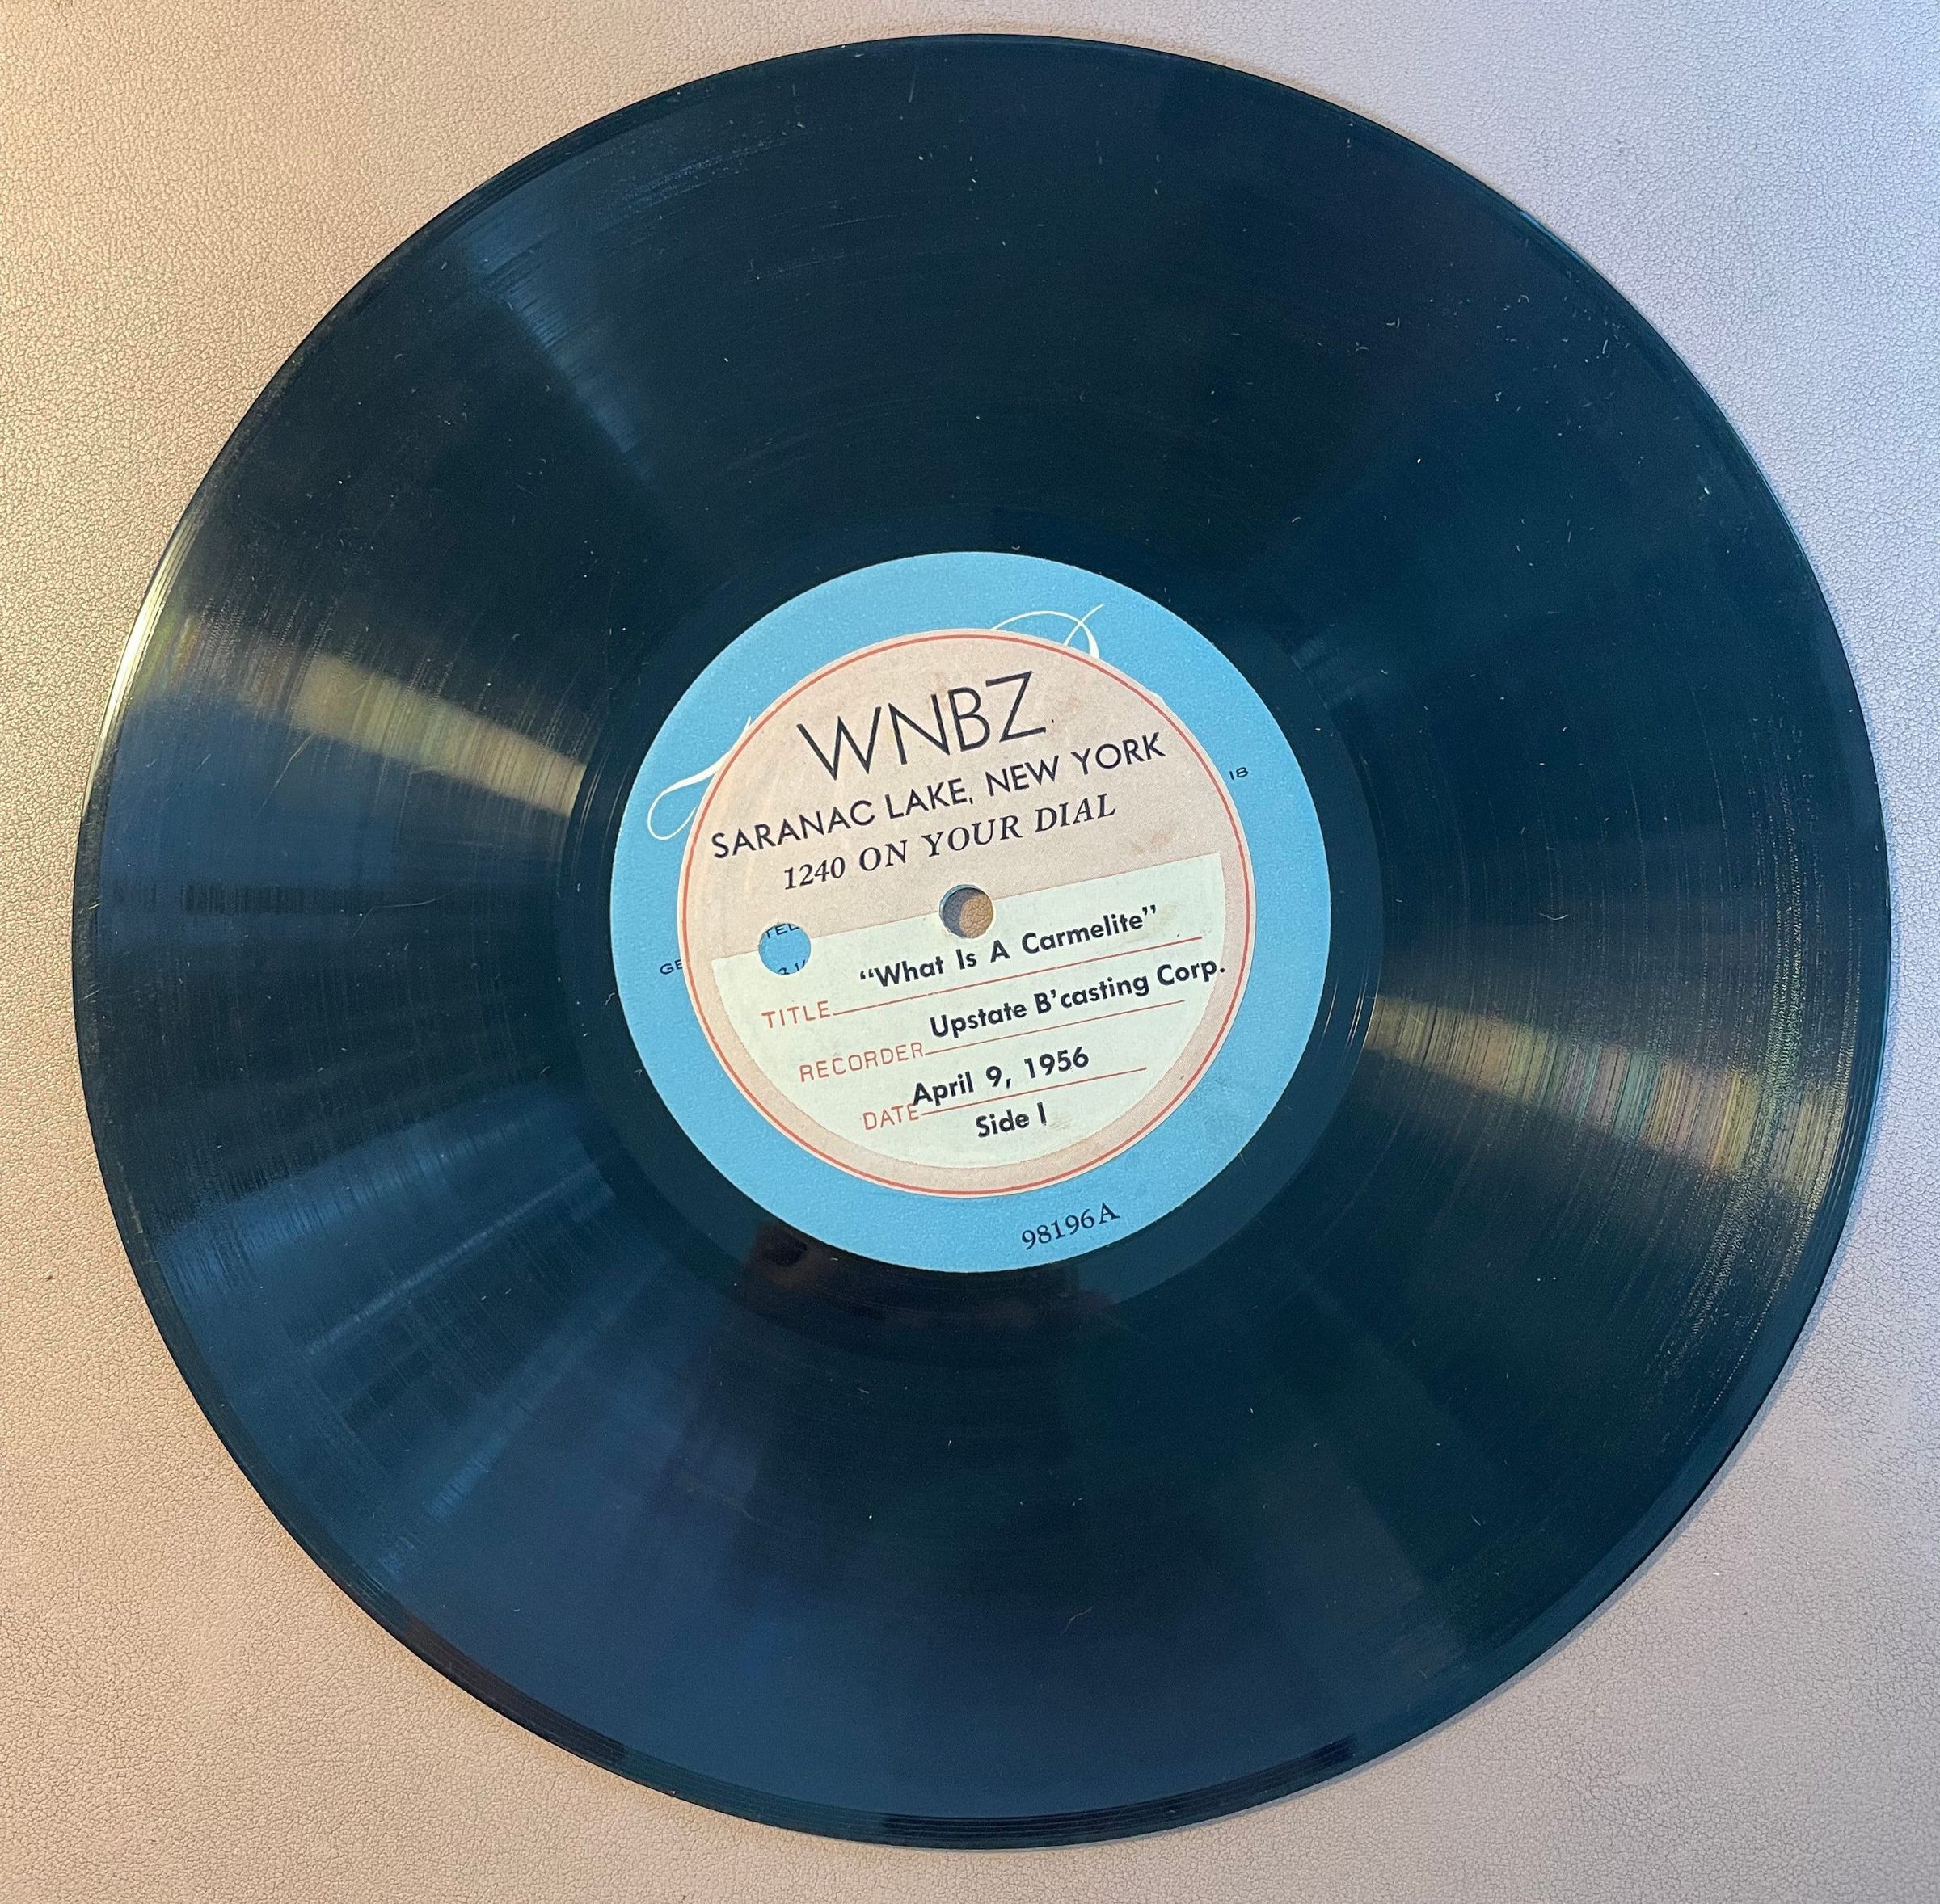 WNBZ
SARANAC LAKE, NEW YORK
1240 ON YOUR DIAL
18
TITLE "What Is A Carmelite"
RECORDER Upstate B'casting Corp.
DATE April 9, 1956
Side I
98196A